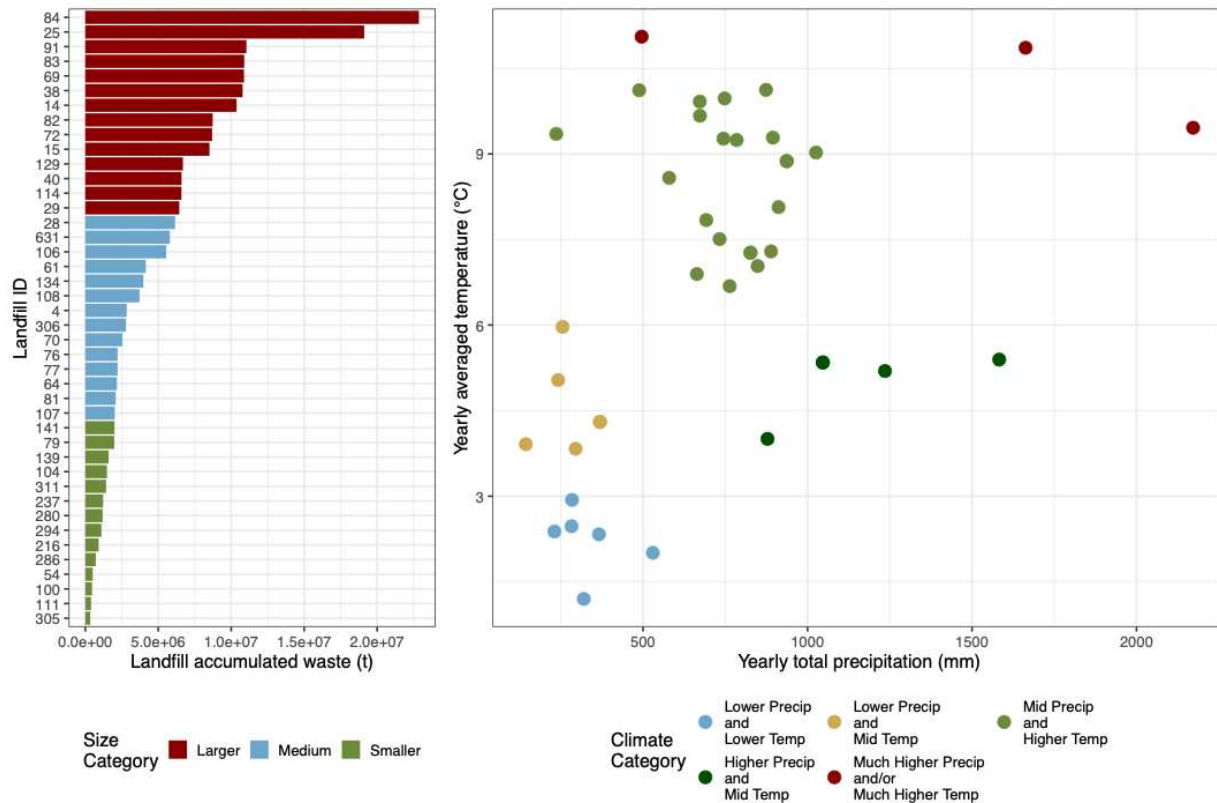 84
25
91
83
69
38
14
82
72
15
129
40
114
29
28
631
106
61
134
108
4
306
70
76
77
64
81
107
141
79
139
104
311
237
280
294
216
286
54
100
111
305
Landfill ID
0.0e+00 5.0e+06 1.0e+07 1.5e+07 2.0e+07
Landfill accumulated waste (t)
Size
Category
Larger Medium Smaller
9
6
3
Yearly averaged temperature (°C)
500 1000 1500 2000
Yearly total precipitation (mm)
Climate
Category
Lower Precip
and
Lower Temp
Lower Precip
and
Mid Temp
Mid Precip
and
Higher Temp
Higher Precip
and
Mid Temp
Much Higher Precip
and/or
Much Higher Temp